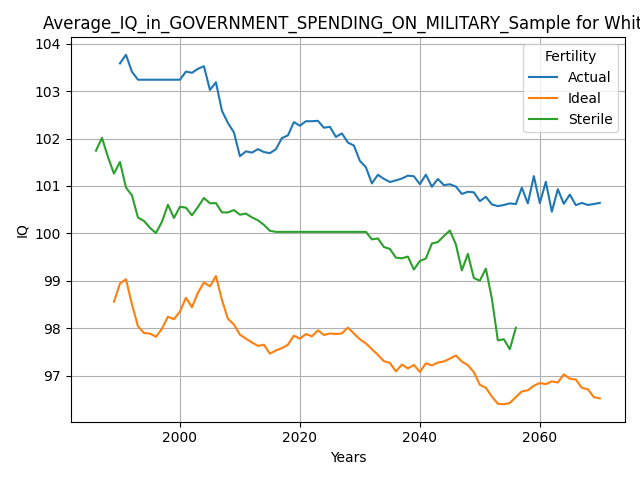 Average_IQ_in_GOVERNMENT_SPENDING_ON_MILITARY_Sample for Whit
104
103
102
101
100
99
98
97
IQ
Fertility
Actual
Ideal
Sterile
2000 2020 2040 2060
Years